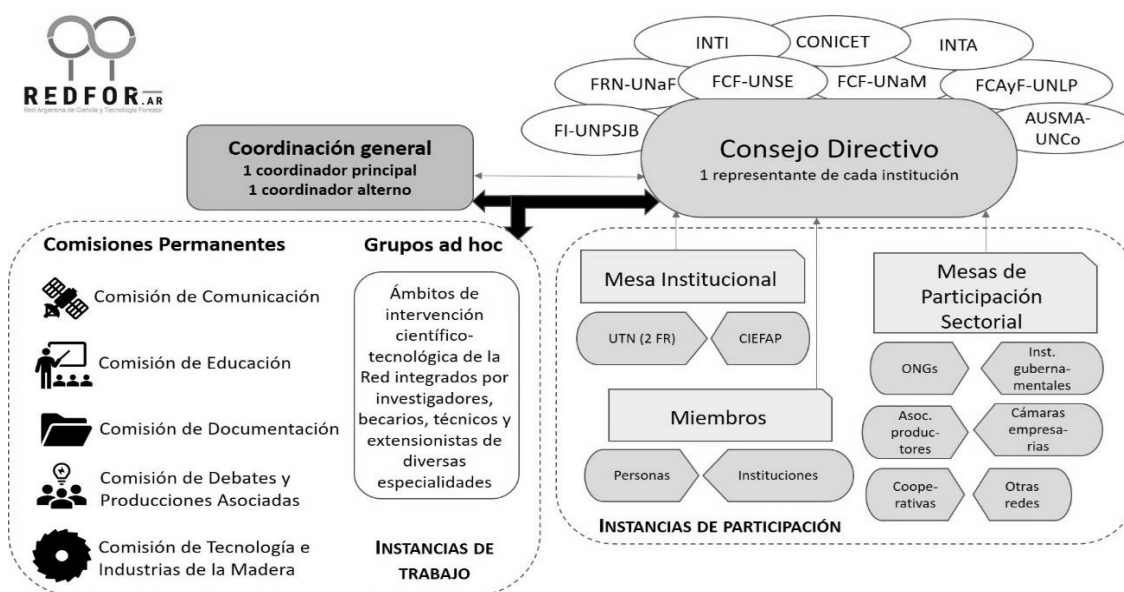 REDFOR.AR
Red Argentina de Ciencia y Tecnología Forestal
INTI
CONICET
INTA
FRN-UNaF
FCF-UNSE
FCF-UNaM
FCAyF-UNLP
FI-UNPSJB
AUSMA-
UNCo
Coordinación general
1 coordinador principal
1 coordinador alterno
Consejo Directivo
1 representante de cada institución
Comisiones Permanentes
Comisión de Comunicación
Comisión de Educación
Comisión de Documentación
Comisión de Debates y
Producciones Asociadas
Comisión de Tecnología e
Industrias de la Madera
Grupos ad hoc
Ámbitos de
intervención
científico-
tecnológica de la
Red integrados por
investigadores,
becarios, técnicos y
extensionistas de
diversas
especialidades
INSTANCIAS DE
TRABAJO
Mesa Institucional
UTN (2 FR)
CIEFAP
Miembros
Personas
Instituciones
Mesas de
Participación
Sectorial
ONGs
Inst.
guberna-
mentales
Asoc.
produc-
tores
Cámaras
empresa-
rias
Coope-
rativas
Otras
redes
INSTANCIAS DE PARTICIPACIÓN